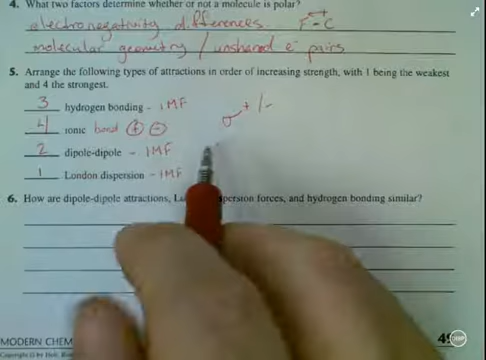 4. What two factors determine whether or not a molecule is polar?
electronegativity differences F-C
molecular geometry / unshared e⁻ pairs
5. Arrange the following types of attractions in order of increasing strength, with 1 being the weakest
and 4 the strongest.
3 hydrogen bonding - IMF
4 ionic bond ⊕ ⊖
σ +/-
2 dipole-dipole - IMF
1 London dispersion - IMF
6. How are dipole-dipole attractions, persion forces, and hydrogen bonding similar?
MODERN CHEM
Copyright © by Holt,